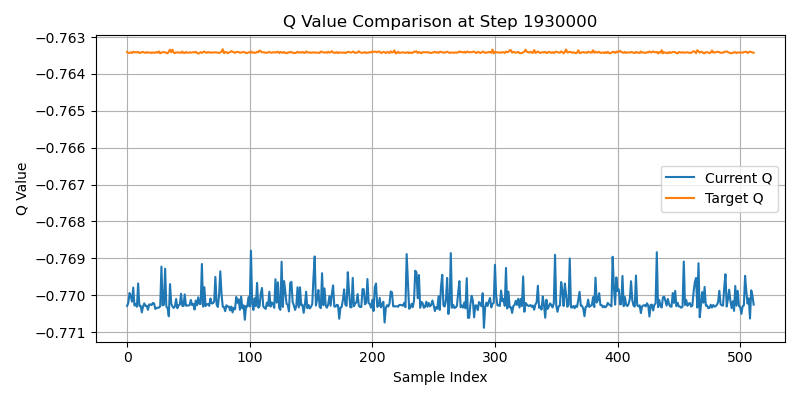 Q Value Comparison at Step 1930000
−0.763
−0.764
−0.765
−0.766
−0.767
−0.768
−0.769
−0.770
−0.771
Q Value
Current Q
Target Q
0 100 200 300 400 500
Sample Index